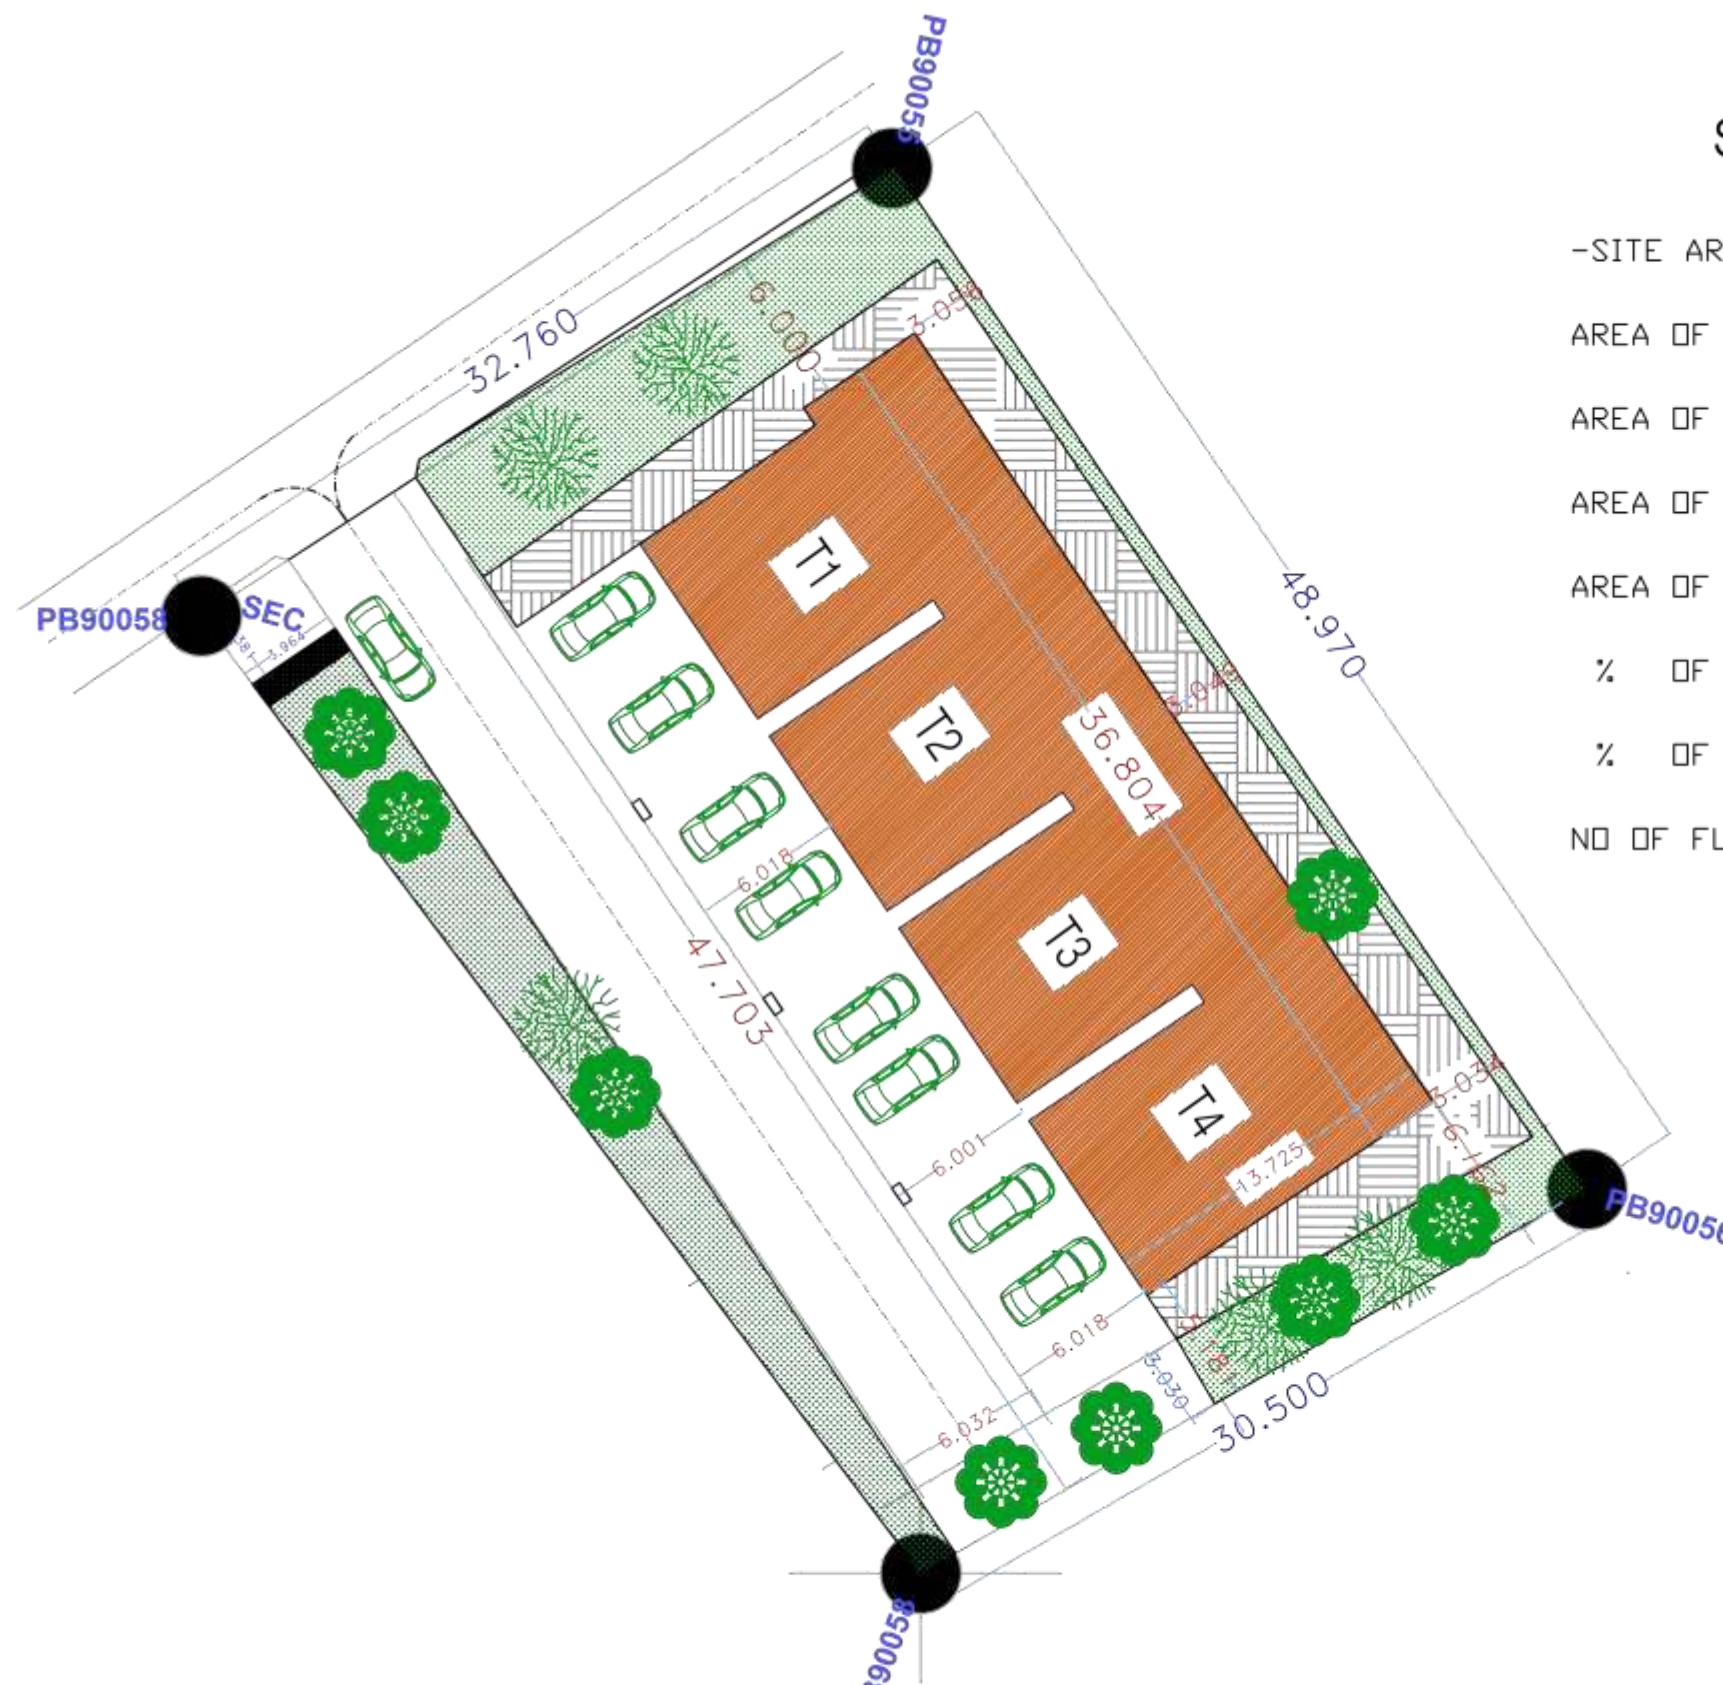 PB90055
-SITE AR
32.760
6.000
3.058
AREA OF
AREA OF
AREA OF
T1
48.970
AREA OF
PB90058
SEC
3.964
% OF
T2
36.804
% OF
NO OF FL
6.018
47.703
T3
3.034
T4
6.001
13.725
PB90056
6.018
3.030
30.500
6.032
90058